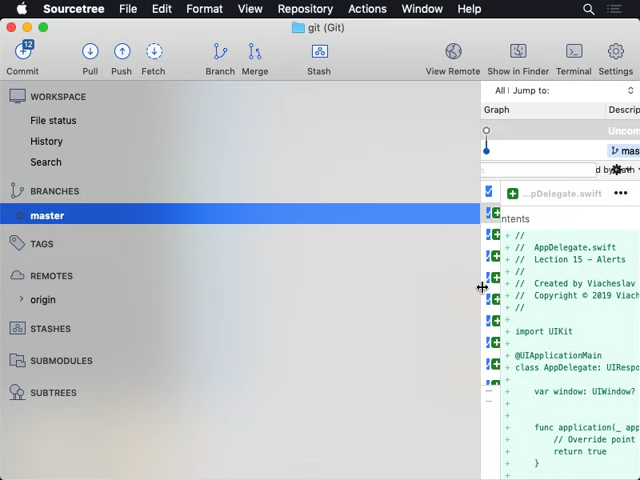 Sourcetree File Edit Format View Repository Actions Window Help
git (Git)
12
Commit Pull Push Fetch Branch Merge Stash View Remote Show in Finder Terminal Settings
WORKSPACE
File status
History
Search
BRANCHES
master
TAGS
REMOTES
origin
STASHES
SUBMODULES
SUBTREES
All Jump to:
Graph Descrip
Uncom
mas
...pDelegate.swift
ntents
+ //
+ // AppDelegate.swift
+ // Lection 15 - Alerts
+ //
+ // Created by Viacheslav
+ // Copyright © 2019 Viach
+ //
+
+ import UIKit
+
+ @UIApplicationMain
+ class AppDelegate: UIRespo
+
+ var window: UIWindow?
+
+
+ func application(_ app
+ // Override point
+ return true
+ }
+